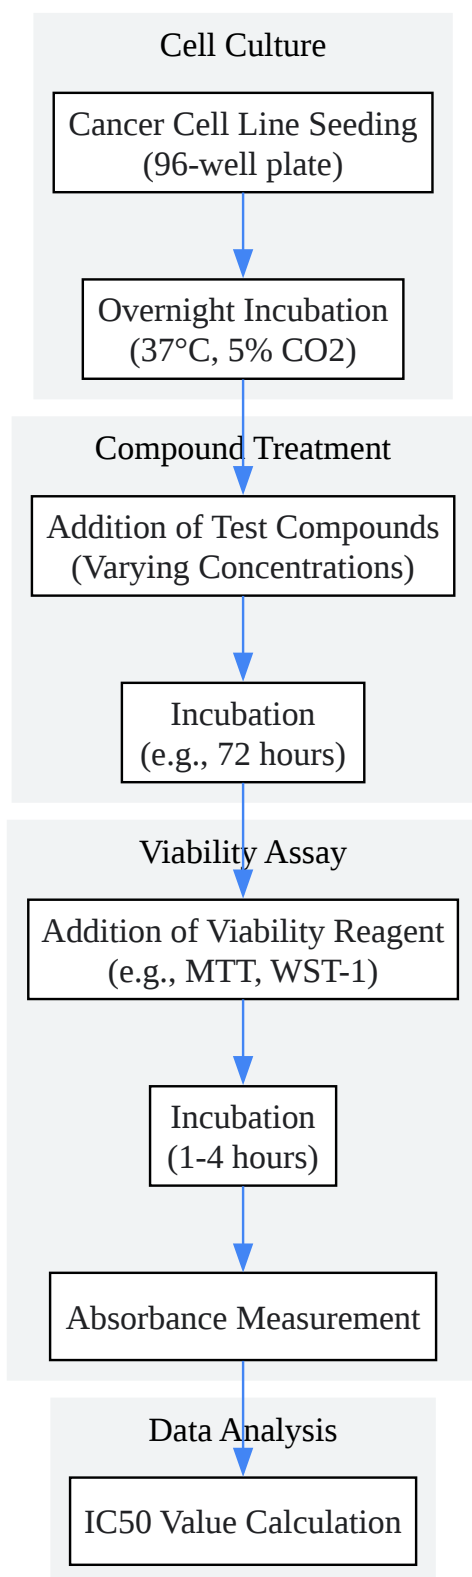 Cell Culture
Cancer Cell Line Seeding
(96-well plate)
Overnight Incubation
(37°C, 5% CO2)
Compound Treatment
Addition of Test Compounds
(Varying Concentrations)
Incubation
(e.g., 72 hours)
Viability Assay
Addition of Viability Reagent
(e.g., MTT, WST-1)
Incubation
(1-4 hours)
Absorbance Measurement
Data Analysis
IC50 Value Calculation